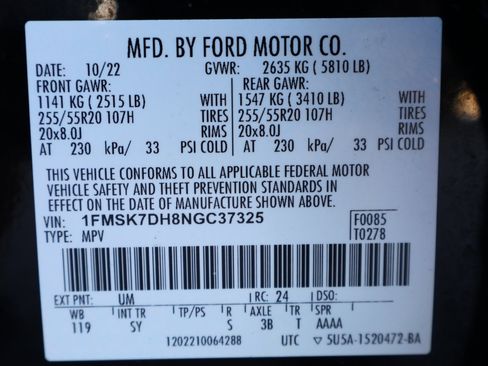 MFD. BY FORD MOTOR CO.
DATE: 10/22 GVWR: 2635 KG ( 5810 LB)
FRONT GAWR: REAR GAWR:
1141 KG ( 2515 LB) WITH 1547 KG ( 3410 LB) WITH
255/55R20 107H TIRES 255/55R20 107H TIRES
20x8.0J RIMS 20x8.0J RIMS
AT 230 kPa/ 33 PSI COLD AT 230 kPa/ 33 PSI COLD
THIS VEHICLE CONFORMS TO ALL APPLICABLE FEDERAL MOTOR
VEHICLE SAFETY AND THEFT PREVENTION STANDARDS IN
EFFECT ON THE DATE OF MANUFACTURE SHOWN ABOVE.
VIN: 1FMSK7DH8NGC37325 F0085
TYPE: MPV T0278
EXT PNT: UM RC: 24 DSO:
WB INT TR TP/PS R AXLE TR SPR
119 SY S 3B T AAAA
1202210064288 UTC 5U5A-1520472-BA